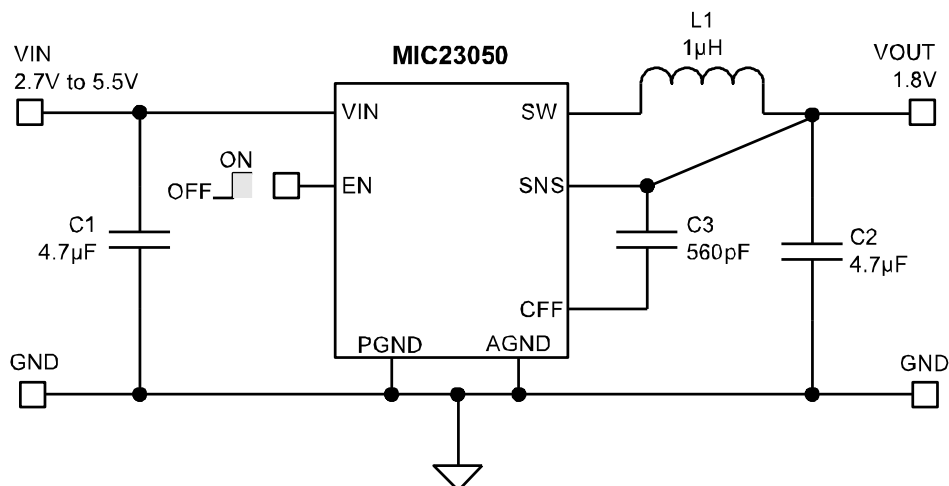 L1
1µH
VIN
2.7V to 5.5V
MIC23050
VOUT
1.8V
VIN
SW
ON
OFF
EN
SNS
C1
4.7µF
C3
560pF
C2
4.7µF
CFF
PGND
AGND
GND
GND